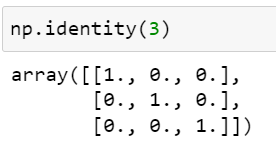 np.identity(3)
array([[1., 0., 0.],
       [0., 1., 0.],
       [0., 0., 1.]])